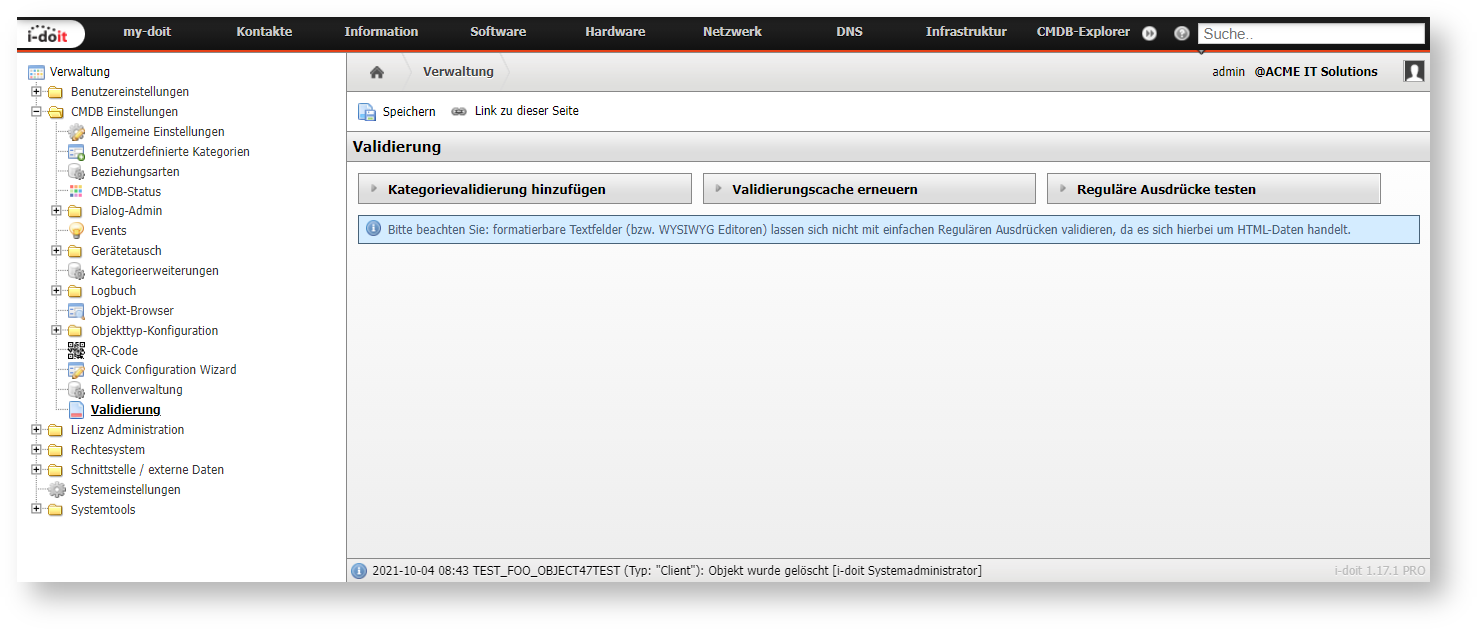 i-doit my-doit Kontakte Information Software Hardware Netzwerk DNS Infrastruktur CMDB-Explorer Suche..
Verwaltung admin @ACME IT Solutions
Verwaltung
Benutzereinstellungen
CMDB Einstellungen
Allgemeine Einstellungen
Benutzerdefinierte Kategorien
Beziehungsarten
CMDB-Status
Dialog-Admin
Events
Gerätetausch
Kategorieerweiterungen
Logbuch
Objekt-Browser
Objekttyp-Konfiguration
QR-Code
Quick Configuration Wizard
Rollenverwaltung
Validierung
Lizenz Administration
Rechtesystem
Schnittstelle / externe Daten
Systemeinstellungen
Systemtools
Speichern Link zu dieser Seite
Validierung
Kategorievalidierung hinzufügen Validierungscache erneuern Reguläre Ausdrücke testen
Bitte beachten Sie: formatierbare Textfelder (bzw. WYSIWYG Editoren) lassen sich nicht mit einfachen Regulären Ausdrücken validieren, da es sich hierbei um HTML-Daten handelt.
2021-10-04 08:43 TEST_FOO_OBJECT47TEST (Typ: "Client"): Objekt wurde gelöscht [i-doit Systemadministrator] i-doit 1.17.1 PRO